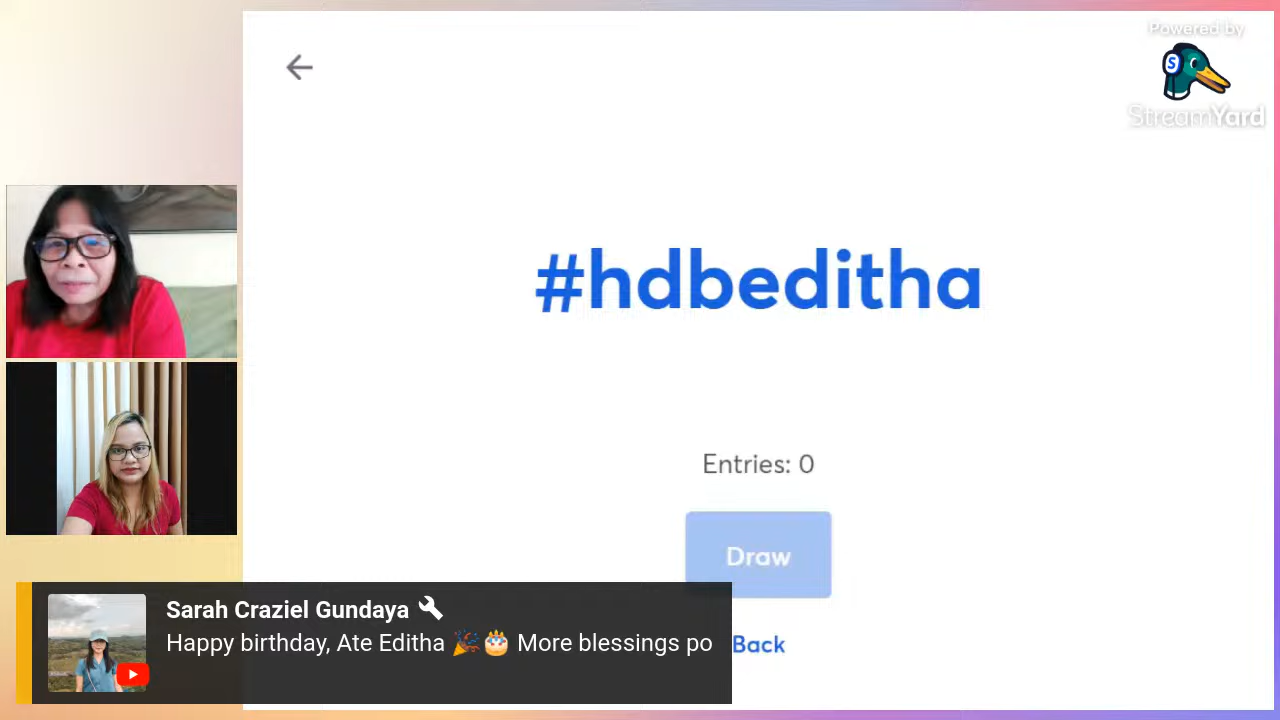 Powered by
S
StreamYard
#hdbeditha
Entries: 0
Draw
Back
Sarah Craziel Gundaya 🔧
Happy birthday, Ate Editha 🎉🎂 More blessings po